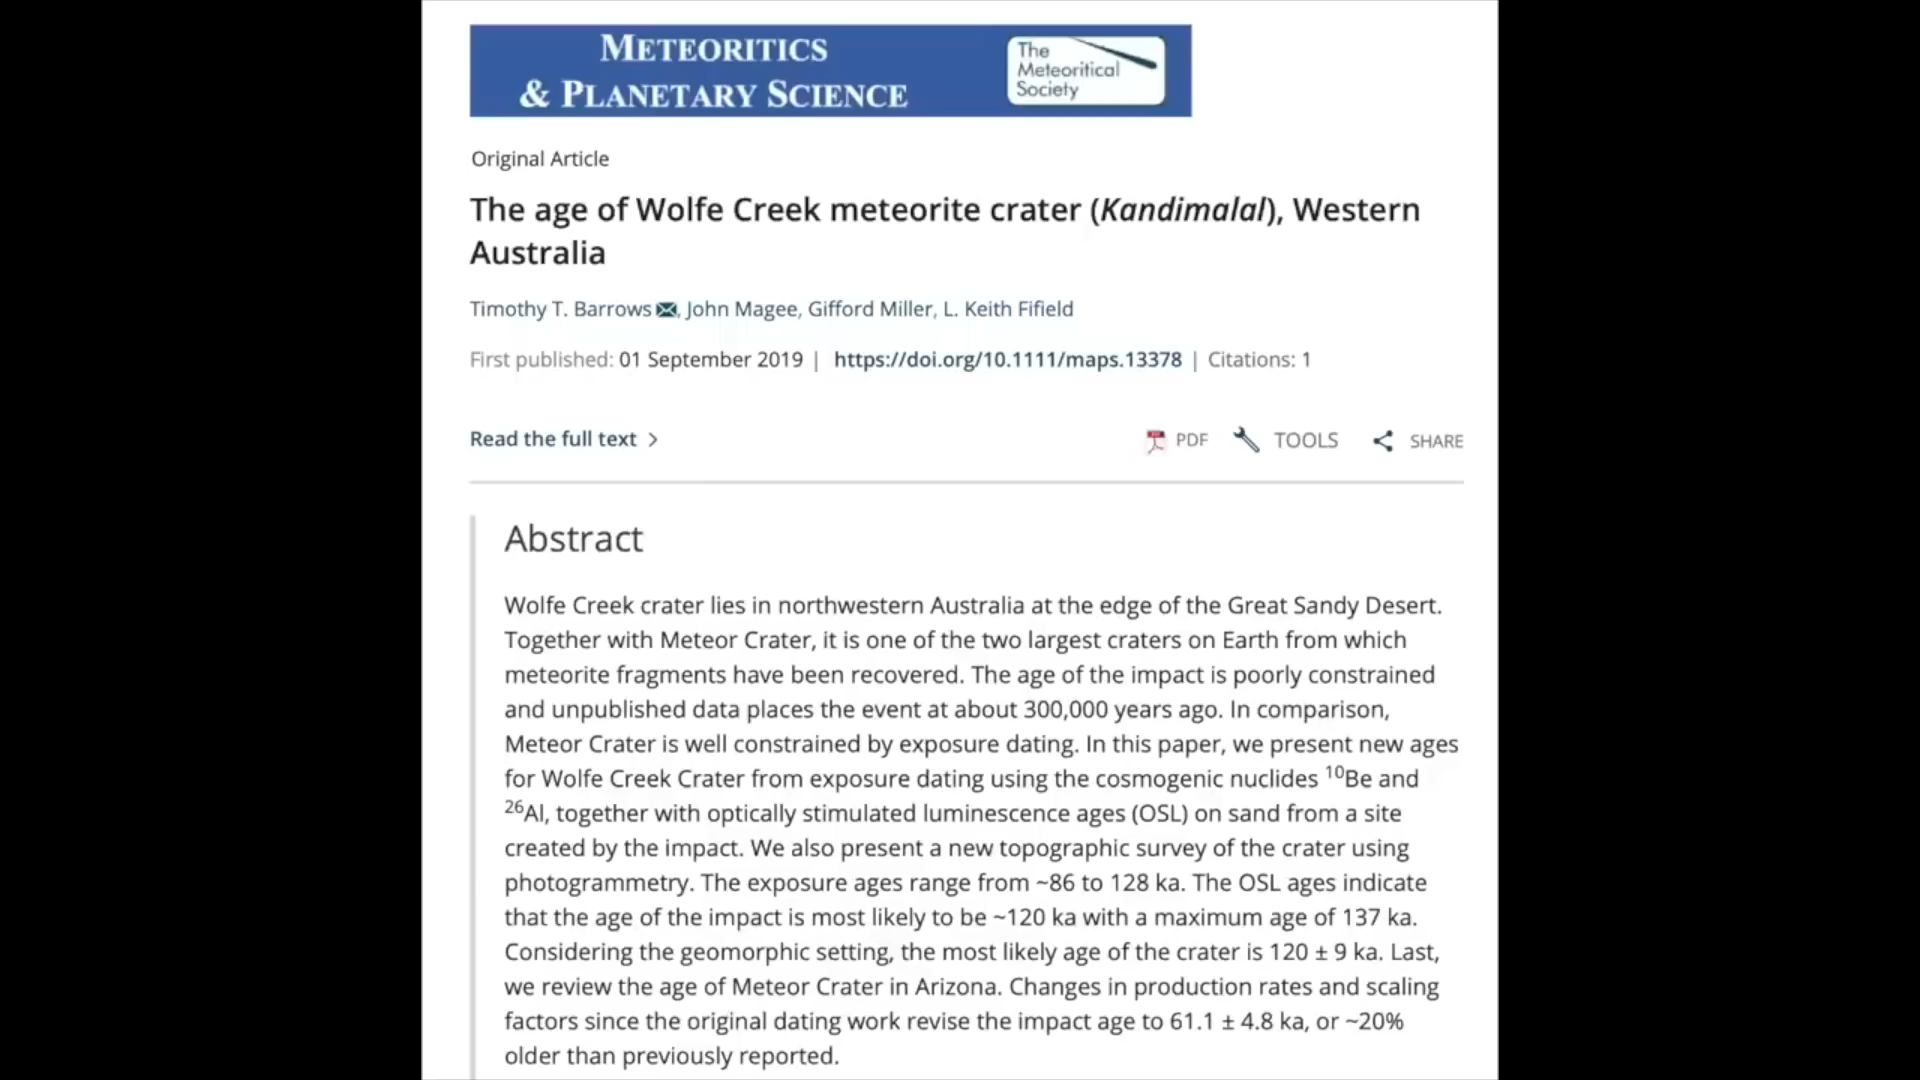 METEORITICS
& PLANETARY SCIENCE
The
Meteoritical
Society
Original Article
The age of Wolfe Creek meteorite crater (Kandimalal), Western
Australia
Timothy T. Barrows, John Magee, Gifford Miller, L. Keith Fifield
First published: 01 September 2019 | https://doi.org/10.1111/maps.13378 | Citations: 1
Read the full text >
PDF TOOLS SHARE
Abstract
Wolfe Creek crater lies in northwestern Australia at the edge of the Great Sandy Desert.
Together with Meteor Crater, it is one of the two largest craters on Earth from which
meteorite fragments have been recovered. The age of the impact is poorly constrained
and unpublished data places the event at about 300,000 years ago. In comparison,
Meteor Crater is well constrained by exposure dating. In this paper, we present new ages
for Wolfe Creek Crater from exposure dating using the cosmogenic nuclides ¹⁰Be and
²⁶Al, together with optically stimulated luminescence ages (OSL) on sand from a site
created by the impact. We also present a new topographic survey of the crater using
photogrammetry. The exposure ages range from ~86 to 128 ka. The OSL ages indicate
that the age of the impact is most likely to be ~120 ka with a maximum age of 137 ka.
Considering the geomorphic setting, the most likely age of the crater is 120 ± 9 ka. Last,
we review the age of Meteor Crater in Arizona. Changes in production rates and scaling
factors since the original dating work revise the impact age to 61.1 ± 4.8 ka, or ~20%
older than previously reported.